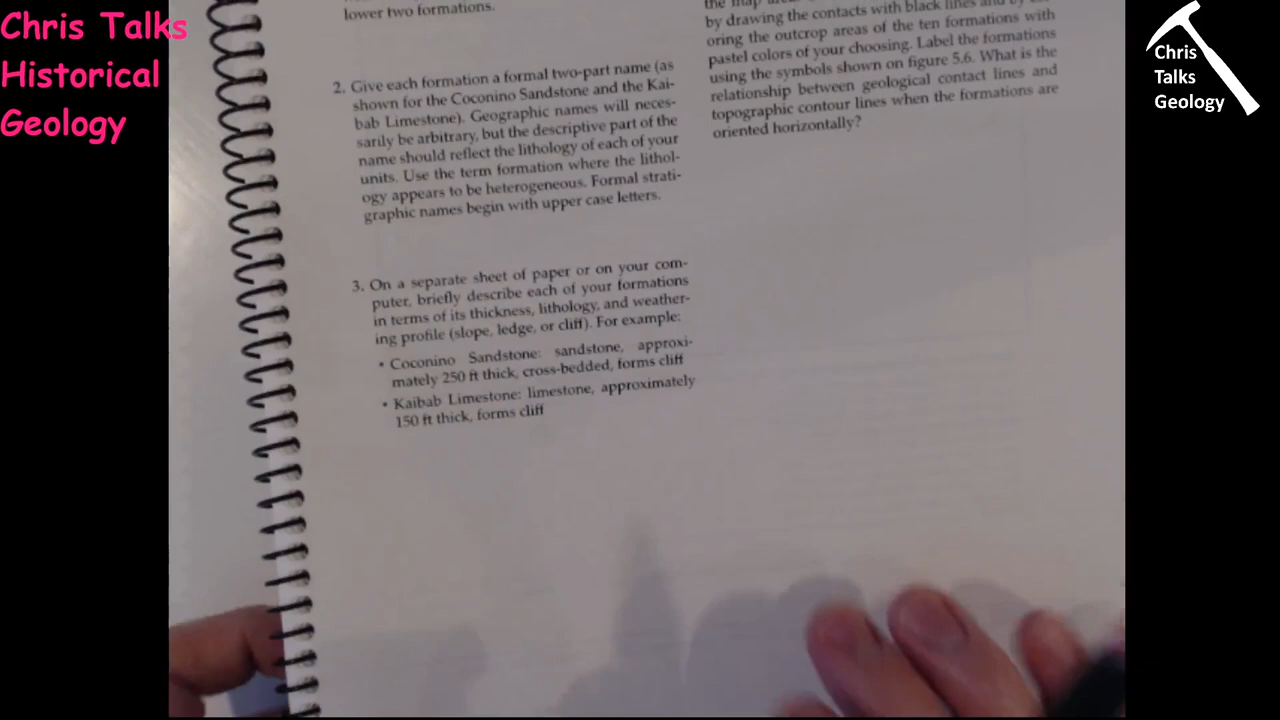 Chris Talks
Historical
Geology
Chris
Talks
Geology
lower two formations.
2. Give each formation a formal two-part name (as
shown for the Coconino Sandstone and the Kai-
bab Limestone). Geographic names will neces-
sarily be arbitrary, but the descriptive part of the
name should reflect the lithology of each of your
units. Use the term formation where the lithol-
ogy appears to be heterogeneous. Formal strati-
graphic names begin with upper case letters.
3. On a separate sheet of paper or on your com-
puter, briefly describe each of your formations
in terms of its thickness, lithology, and weather-
ing profile (slope, ledge, or cliff). For example:
• Coconino Sandstone: sandstone, approxi-
mately 250 ft thick, cross-bedded, forms cliff
• Kaibab Limestone: limestone, approximately
150 ft thick, forms cliff
the map
by drawing the contacts with black lines and by
oring the outcrop areas of the ten formations with
pastel colors of your choosing. Label the formations
using the symbols shown on figure 5.6. What is the
relationship between geological contact lines and
topographic contour lines when the formations are
oriented horizontally?